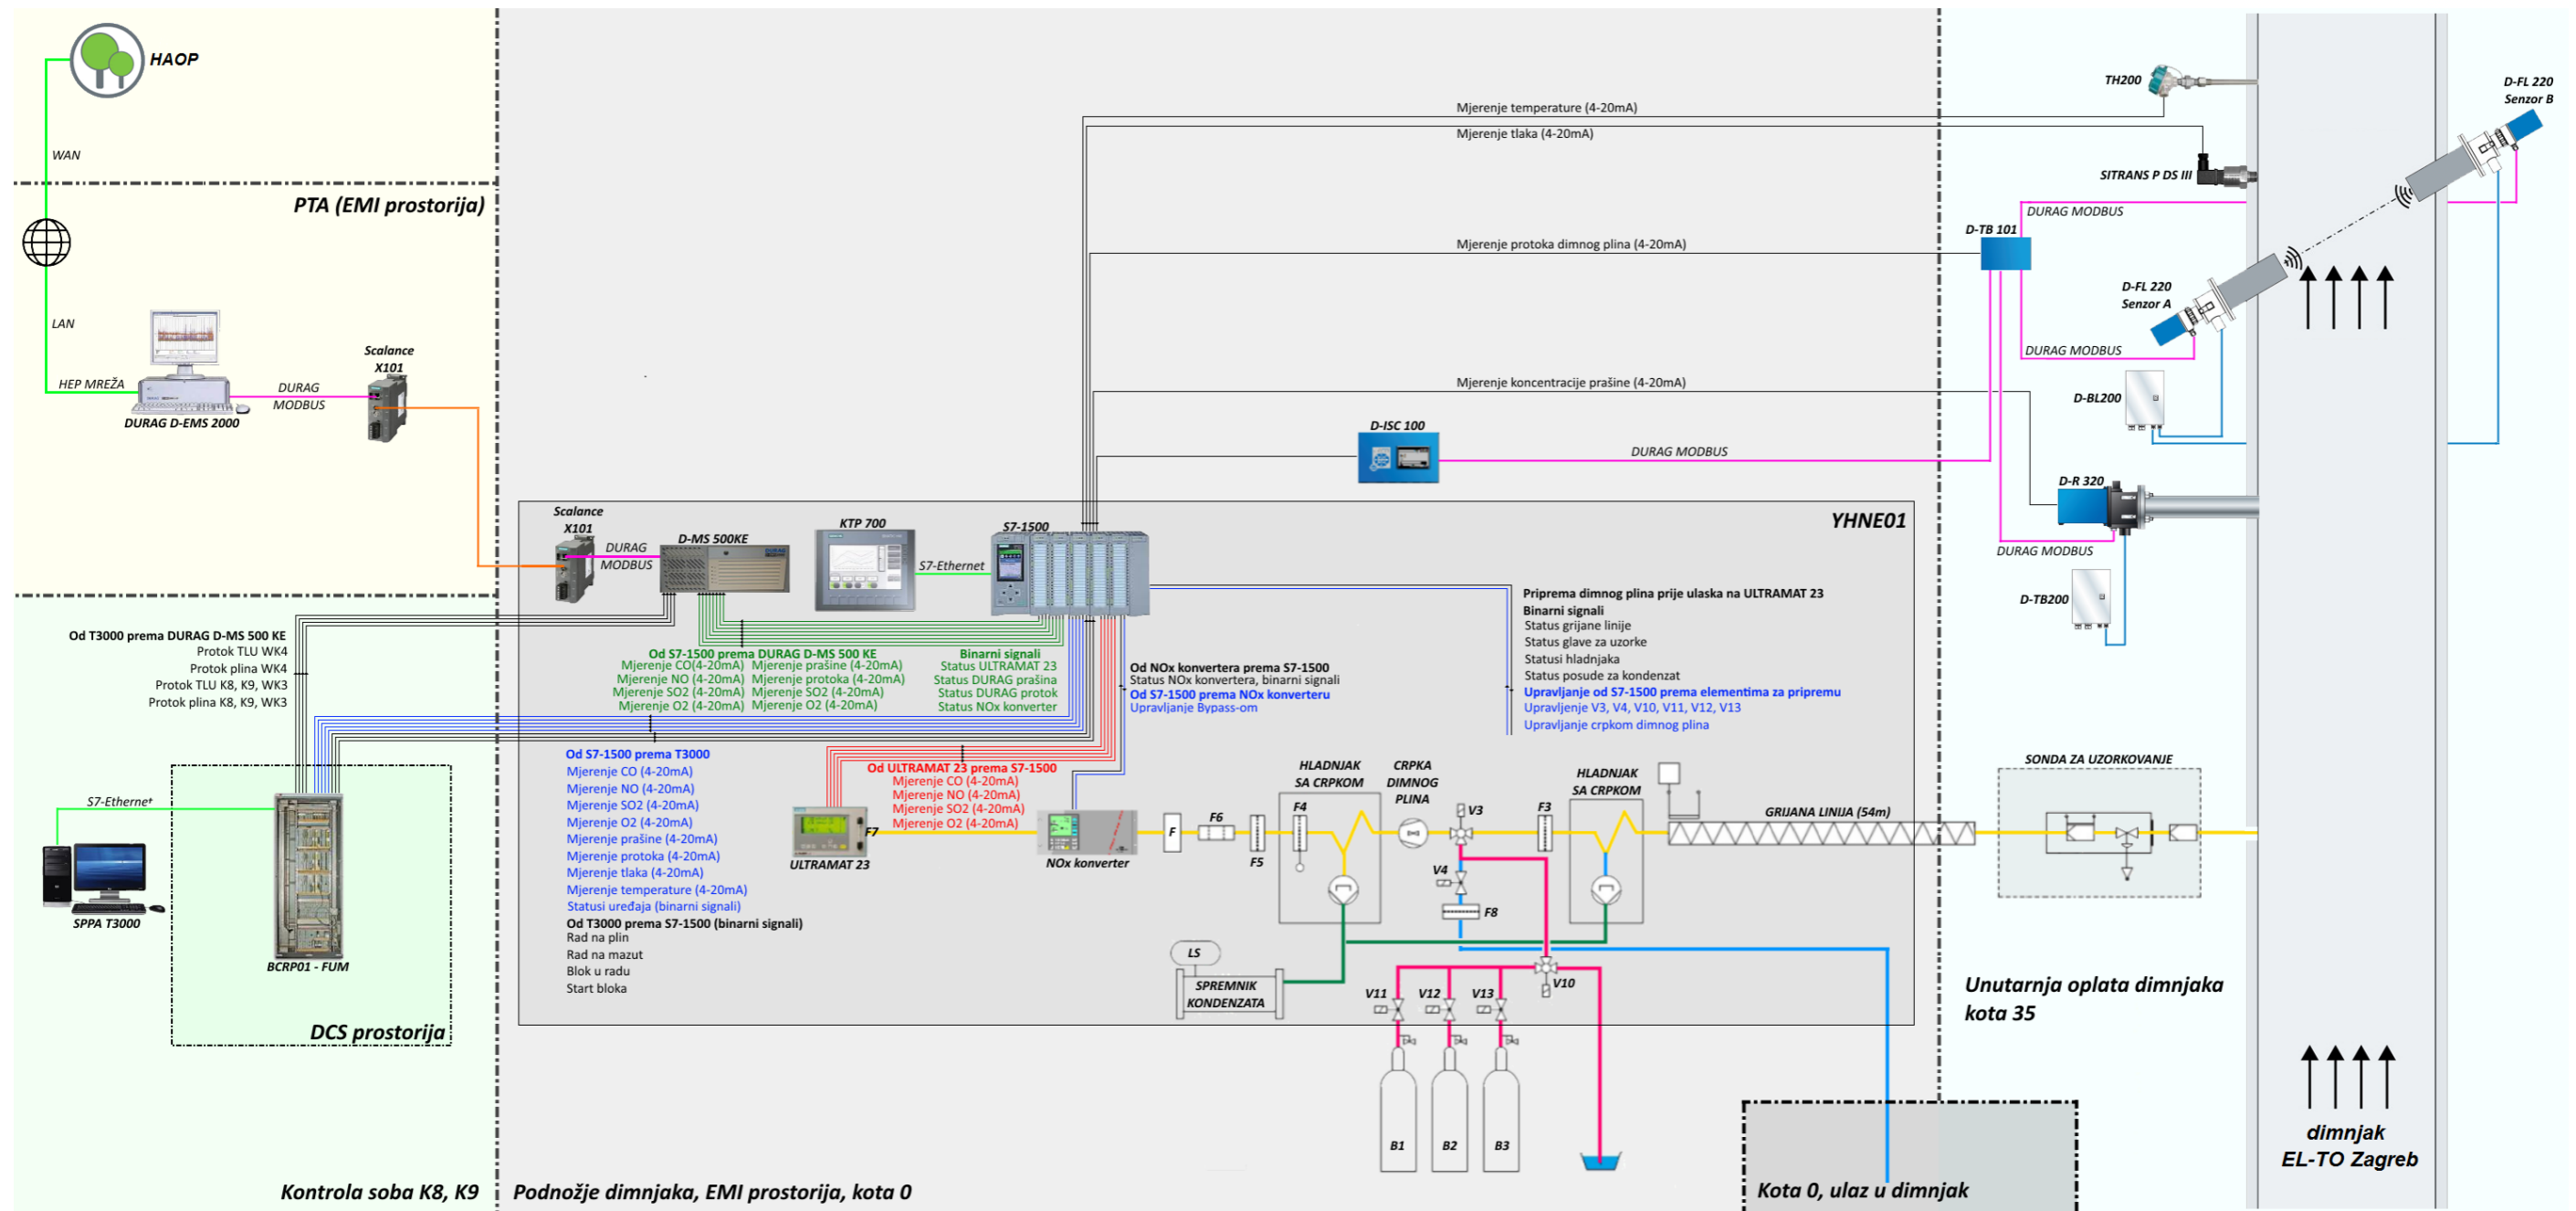 HAOP
WAN
PTA (EMI prostorija)
LAN
HEP MREŽA
DURAG
MODBUS
Scalance
X101
DURAG D-EMS 2000
Od T3000 prema DURAG D-MS 500 KE
Protok TLU WK4
Protok plina WK4
Protok TLU K8, K9, WK3
Protok plina K8, K9, WK3
S7-Ethernet
SPPA T3000
BCRP01 - FUM
DCS prostorija
Kontrola soba K8, K9
Mjerenje temperature (4-20mA)
Mjerenje tlaka (4-20mA)
Mjerenje protoka dimnog plina (4-20mA)
Mjerenje koncentracije prašine (4-20mA)
D-ISC 100
DURAG MODBUS
YHNE01
Scalance
X101
DURAG
MODBUS
D-MS 500KE
KTP 700
S7-Ethernet
S7-1500
Od S7-1500 prema DURAG D-MS 500 KE
Mjerenje CO(4-20mA) Mjerenje prašine (4-20mA)
Mjerenje NO (4-20mA) Mjerenje protoka (4-20mA)
Mjerenje SO2 (4-20mA) Mjerenje SO2 (4-20mA)
Mjerenje O2 (4-20mA) Mjerenje O2 (4-20mA)
Binarni signali
Status ULTRAMAT 23
Status DURAG prašina
Status DURAG protok
Status NOx konverter
Od NOx konvertera prema S7-1500
Status NOx konvertera, binarni signali
Od S7-1500 prema NOx konverteru
Upravljanje Bypass-om
Priprema dimnog plina prije ulaska na ULTRAMAT 23
Binarni signali
Status grijane linije
Status glave za uzorke
Statusi hladnjaka
Status posude za kondenzat
Upravljanje od S7-1500 prema elementima za pripremu
Upravljenje V3, V4, V10, V11, V12, V13
Upravljanje crpkom dimnog plina
Od S7-1500 prema T3000
Mjerenje CO (4-20mA)
Mjerenje NO (4-20mA)
Mjerenje SO2 (4-20mA)
Mjerenje O2 (4-20mA)
Mjerenje prašine (4-20mA)
Mjerenje protoka (4-20mA)
Mjerenje tlaka (4-20mA)
Mjerenje temperature (4-20mA)
Statusi uređaja (binarni signali)
Od T3000 prema S7-1500 (binarni signali)
Rad na plin
Rad na mazut
Blok u radu
Start bloka
Od ULTRAMAT 23 prema S7-1500
Mjerenje CO (4-20mA)
Mjerenje NO (4-20mA)
Mjerenje SO2 (4-20mA)
Mjerenje O2 (4-20mA)
F7
ULTRAMAT 23
NOx konverter
F
F6
F5
HLADNJAK
SA CRPKOM
F4
CRPKA
DIMNOG
PLINA
V3
V4
F8
F3
HLADNJAK
SA CRPKOM
GRIJANA LINIJA (54m)
LS
SPREMNIK
KONDENZATA
V11
V12
V13
V10
B1
B2
B3
Podnožje dimnjaka, EMI prostorija, kota 0
Kota 0, ulaz u dimnjak
TH200
SITRANS P DS III
D-FL 220
Senzor B
DURAG MODBUS
D-TB 101
D-FL 220
Senzor A
DURAG MODBUS
D-BL200
D-R 320
DURAG MODBUS
D-TB200
SONDA ZA UZORKOVANJE
Unutarnja oplata dimnjaka
kota 35
dimnjak
EL-TO Zagreb